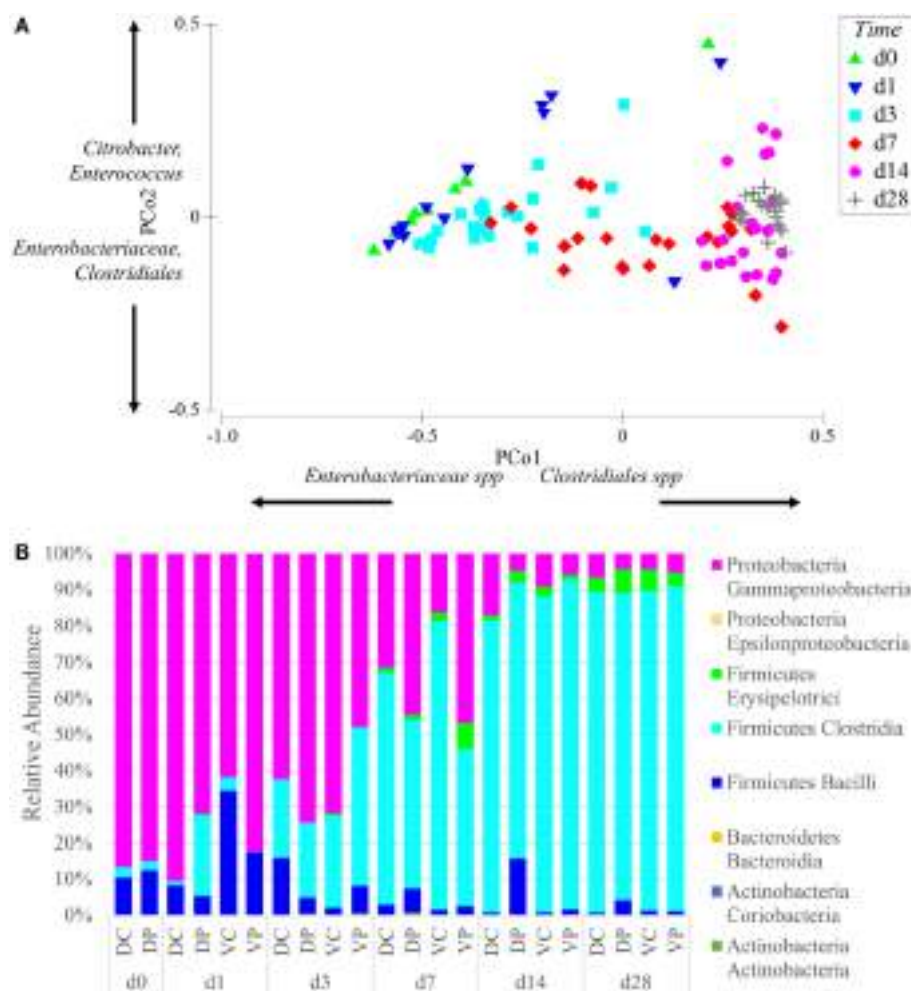 A
0.5
Time
d0
d1
d3
d7
d14
d28
Citrobacter,
Enterococcus
PCo2
0
Enterobacteriaceae,
Clostridiales
-0.5
-1.0
-0.5
0
0.5
PCo1
Enterobacteriaceae spp
Clostridiales spp
B
Relative Abundance
100%
90%
80%
70%
60%
50%
40%
30%
20%
10%
0%
DC DP DC DP VC VP DC DP VC VP DC DP VC VP DC DP VC VP DC DP VC VP
d0 d1 d3 d7 d14 d28
Proteobacteria
Gammaproteobacteria
Proteobacteria
Epsilonproteobacteria
Firmicutes
Erysipelotrici
Firmicutes Clostridia
Firmicutes Bacilli
Bacteroidetes
Bacteroidia
Actinobacteria
Coriobacteria
Actinobacteria
Actinobacteria